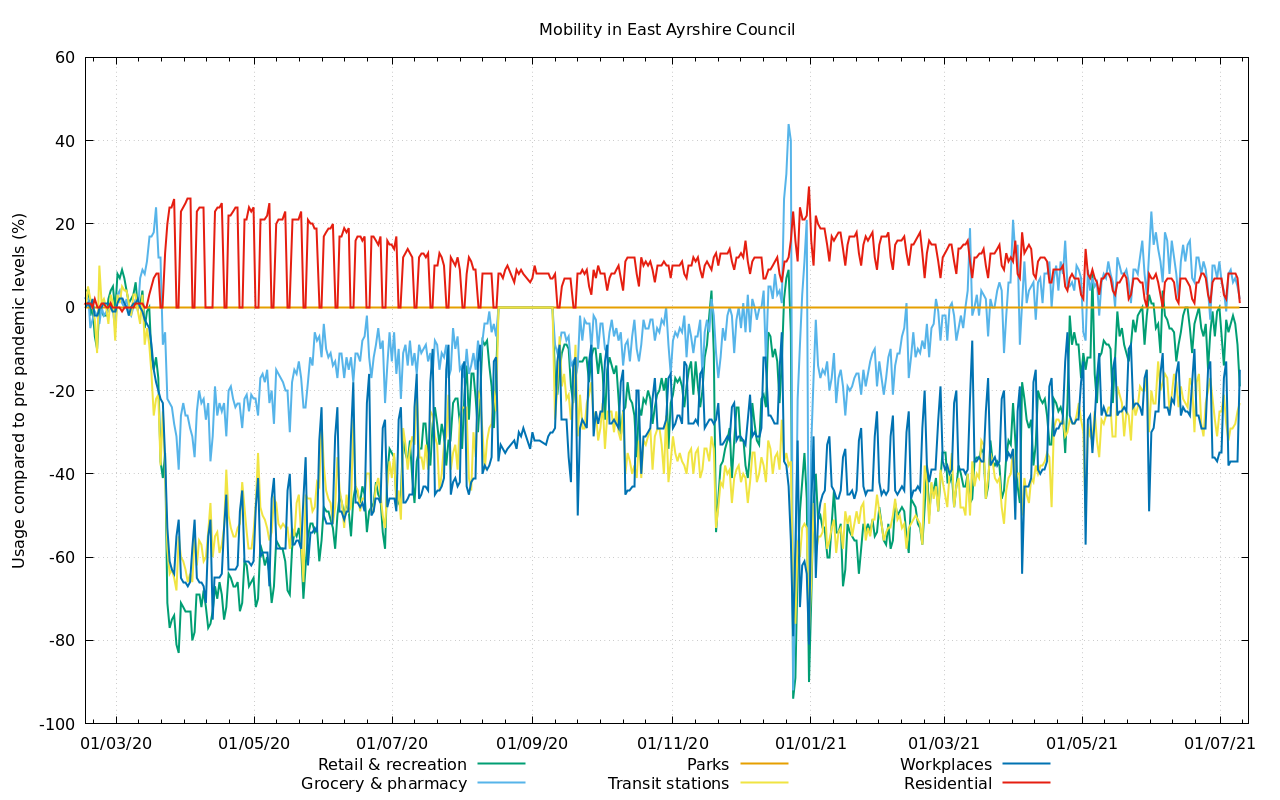 Mobility in East Ayrshire Council
Usage compared to pre pandemic levels (%)
60
40
20
0
-20
-40
-60
-80
-100
01/03/20 01/05/20 01/07/20 01/09/20 01/11/20 01/01/21 01/03/21 01/05/21 01/07/21
Retail & recreation Parks Workplaces
Grocery & pharmacy Transit stations Residential